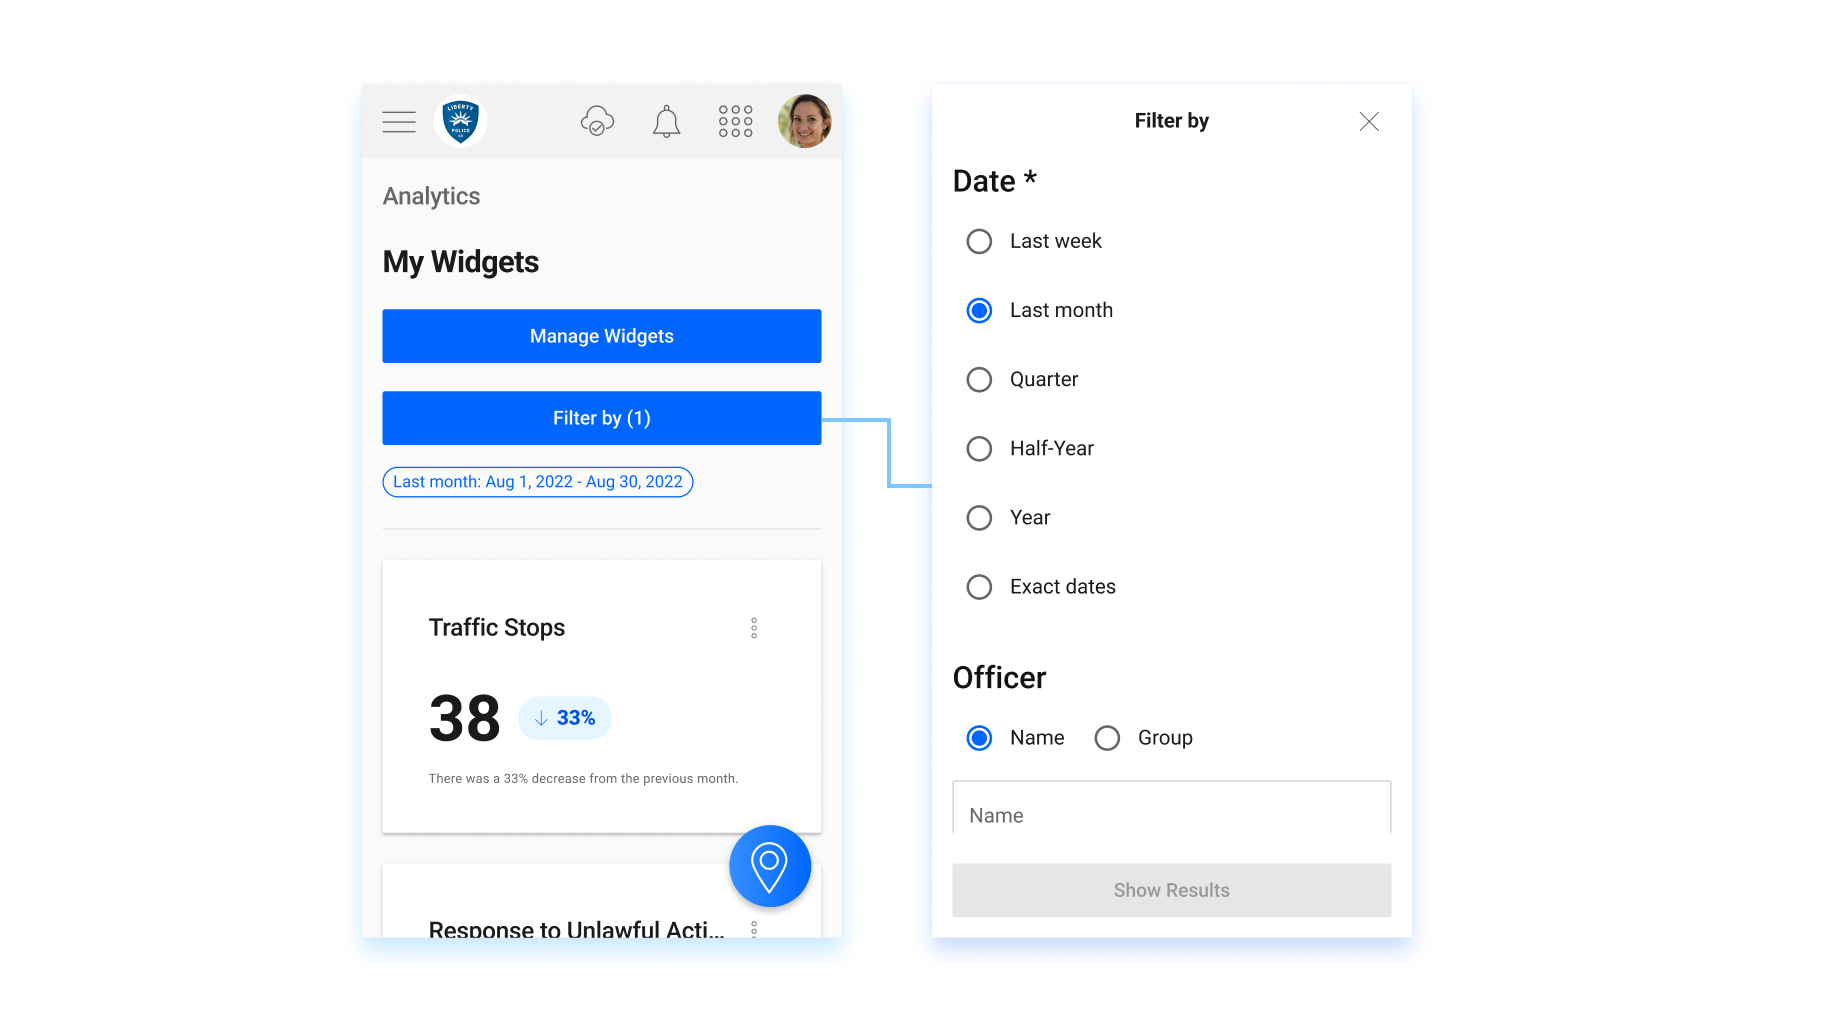 LIBERTY
POLICE
CO
Analytics
My Widgets
Manage Widgets
Filter by (1)
Last month: Aug 1, 2022 - Aug 30, 2022
Traffic Stops
38
33%
There was a 33% decrease from the previous month.
Response to Unlawful Acti...
Filter by
Date *
Last week
Last month
Quarter
Half-Year
Year
Exact dates
Officer
Name
Group
Name
Show Results